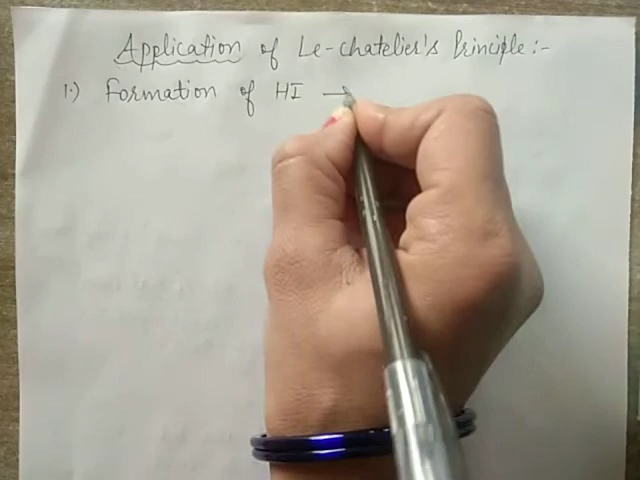 Application of Le-chatelier's Principle:-
1.) Formation of HI →